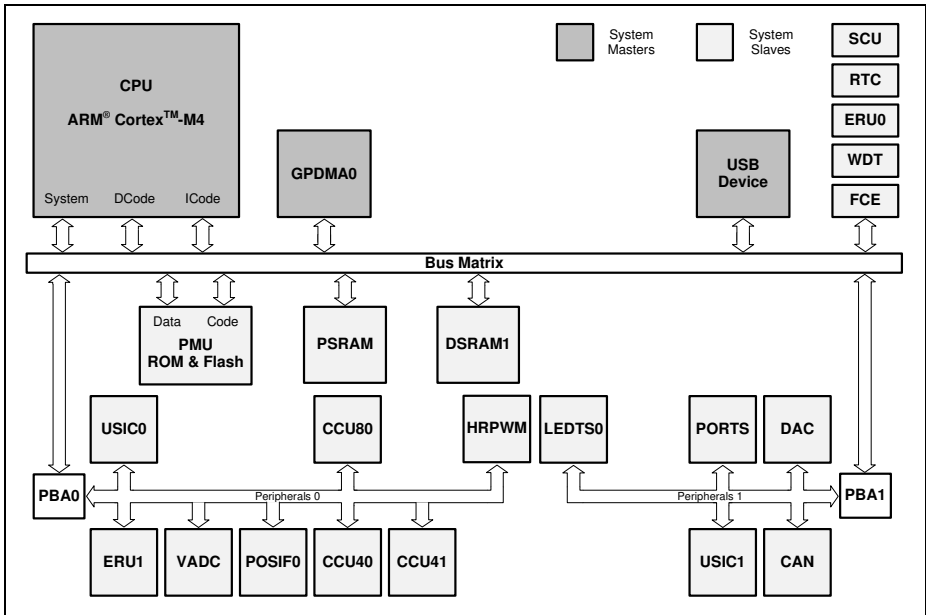 CPU
ARM® Cortex™-M4
System DCode ICode
GPDMA0
System
Masters
System
Slaves
USB
Device
SCU
RTC
ERU0
WDT
FCE
Bus Matrix
Data Code
PMU
ROM & Flash
PSRAM
DSRAM1
USIC0
CCU80
HRPWM
LEDTS0
PORTS
DAC
PBA0
Peripherals 0
Peripherals 1
PBA1
ERU1
VADC
POSIF0
CCU40
CCU41
USIC1
CAN